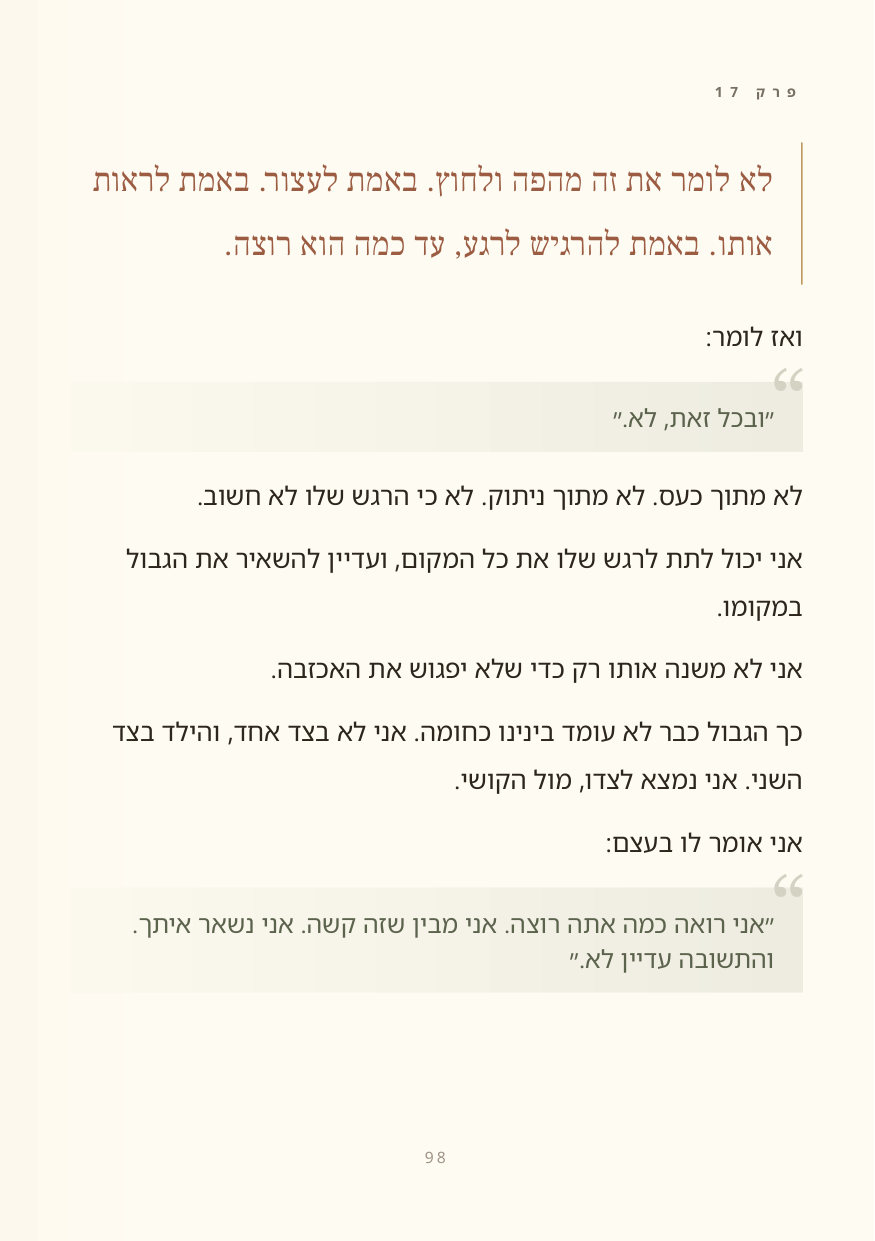 פרק 17
לא לומר את זה מהפה ולחוץ. באמת לעצור. באמת לראות
אותו. באמת להרגיש לרגע, עד כמה הוא רוצה.
ואז לומר:
“
״ובכל זאת, לא.״
לא מתוך כעס. לא מתוך ניתוק. לא כי הרגש שלו לא חשוב.
אני יכול לתת לרגש שלו את כל המקום, ועדיין להשאיר את הגבול
במקומו.
אני לא משנה אותו רק כדי שלא יפגוש את האכזבה.
כך הגבול כבר לא עומד בינינו כחומה. אני לא בצד אחד, והילד בצד
השני. אני נמצא לצדו, מול הקושי.
אני אומר לו בעצם:
“
״אני רואה כמה אתה רוצה. אני מבין שזה קשה. אני נשאר איתך.
והתשובה עדיין לא.״
98